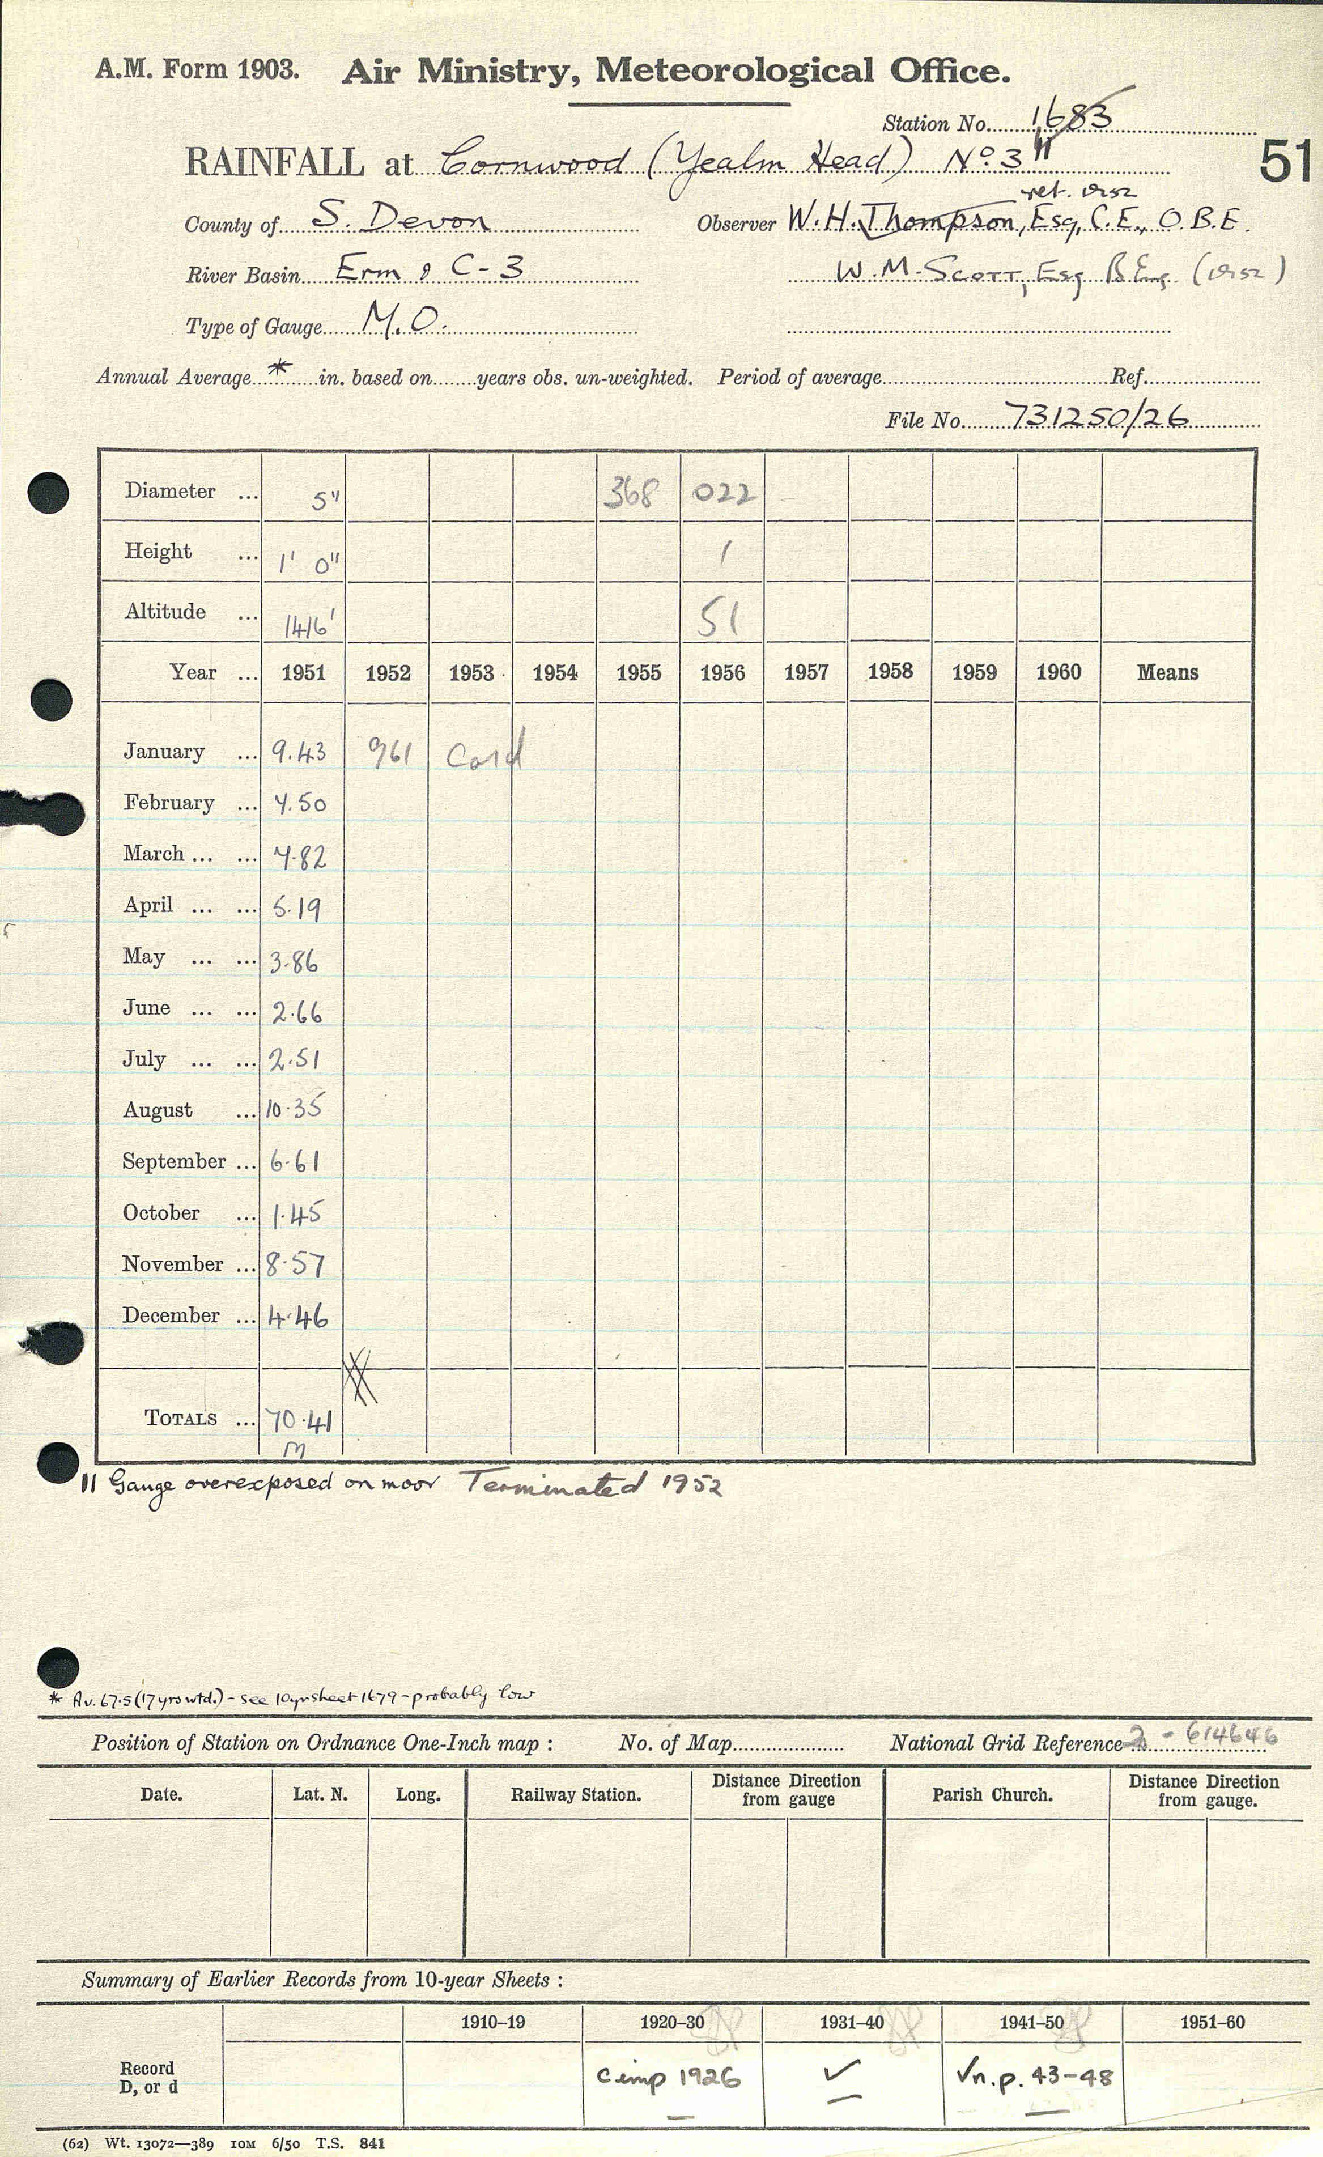 A.M. Form 1903. Air Ministry, Meteorological Office.
Station No. 1683
RAINFALL at Cornwood (Yealm Head) No. 3 11
51
ret. 1952
County of S. Devon Observer W. H. Thompson, Esq, C.E., O.B.E.
River Basin Erm & C-3 W. M. Scott, Esq B.Eng. (1952)
Type of Gauge M.O.
Annual Average * in. based on years obs. un-weighted. Period of average Ref.
File No. 731250/26
Diameter ... 5" 368 022
Height ... 1' 0" 1
Altitude ... 1416' 51
Year ... 1951 1952 1953 1954 1955 1956 1957 1958 1959 1960 Means
January ... 9.43 961 Card
February ... 7.50
March ... ... 7.82
April ... ... 5.19
May ... ... 3.86
June ... ... 2.66
July ... ... 2.51
August ... 10.35
September ... 6.61
October ... 1.45
November ... 8.57
December ... 4.46
TOTALS ... 70.41
M
11 Gauge overexposed on moor Terminated 1952
* Av. 67.5 (17 yrs wtd.) - see 10yr sheet 1679 - probably low
Position of Station on Ordnance One-Inch map : No. of Map National Grid Reference 2 - 614646
Date. Lat. N. Long. Railway Station. Distance Direction from gauge Parish Church. Distance Direction from gauge.
Summary of Earlier Records from 10-year Sheets :
1910–19 1920–30 1931–40 1941–50 1951–60
Record D, or d C imp 1926 ✓ ✓ n.p. 43-48
(62) Wt. 13072—389 10M 6/50 T.S. 841